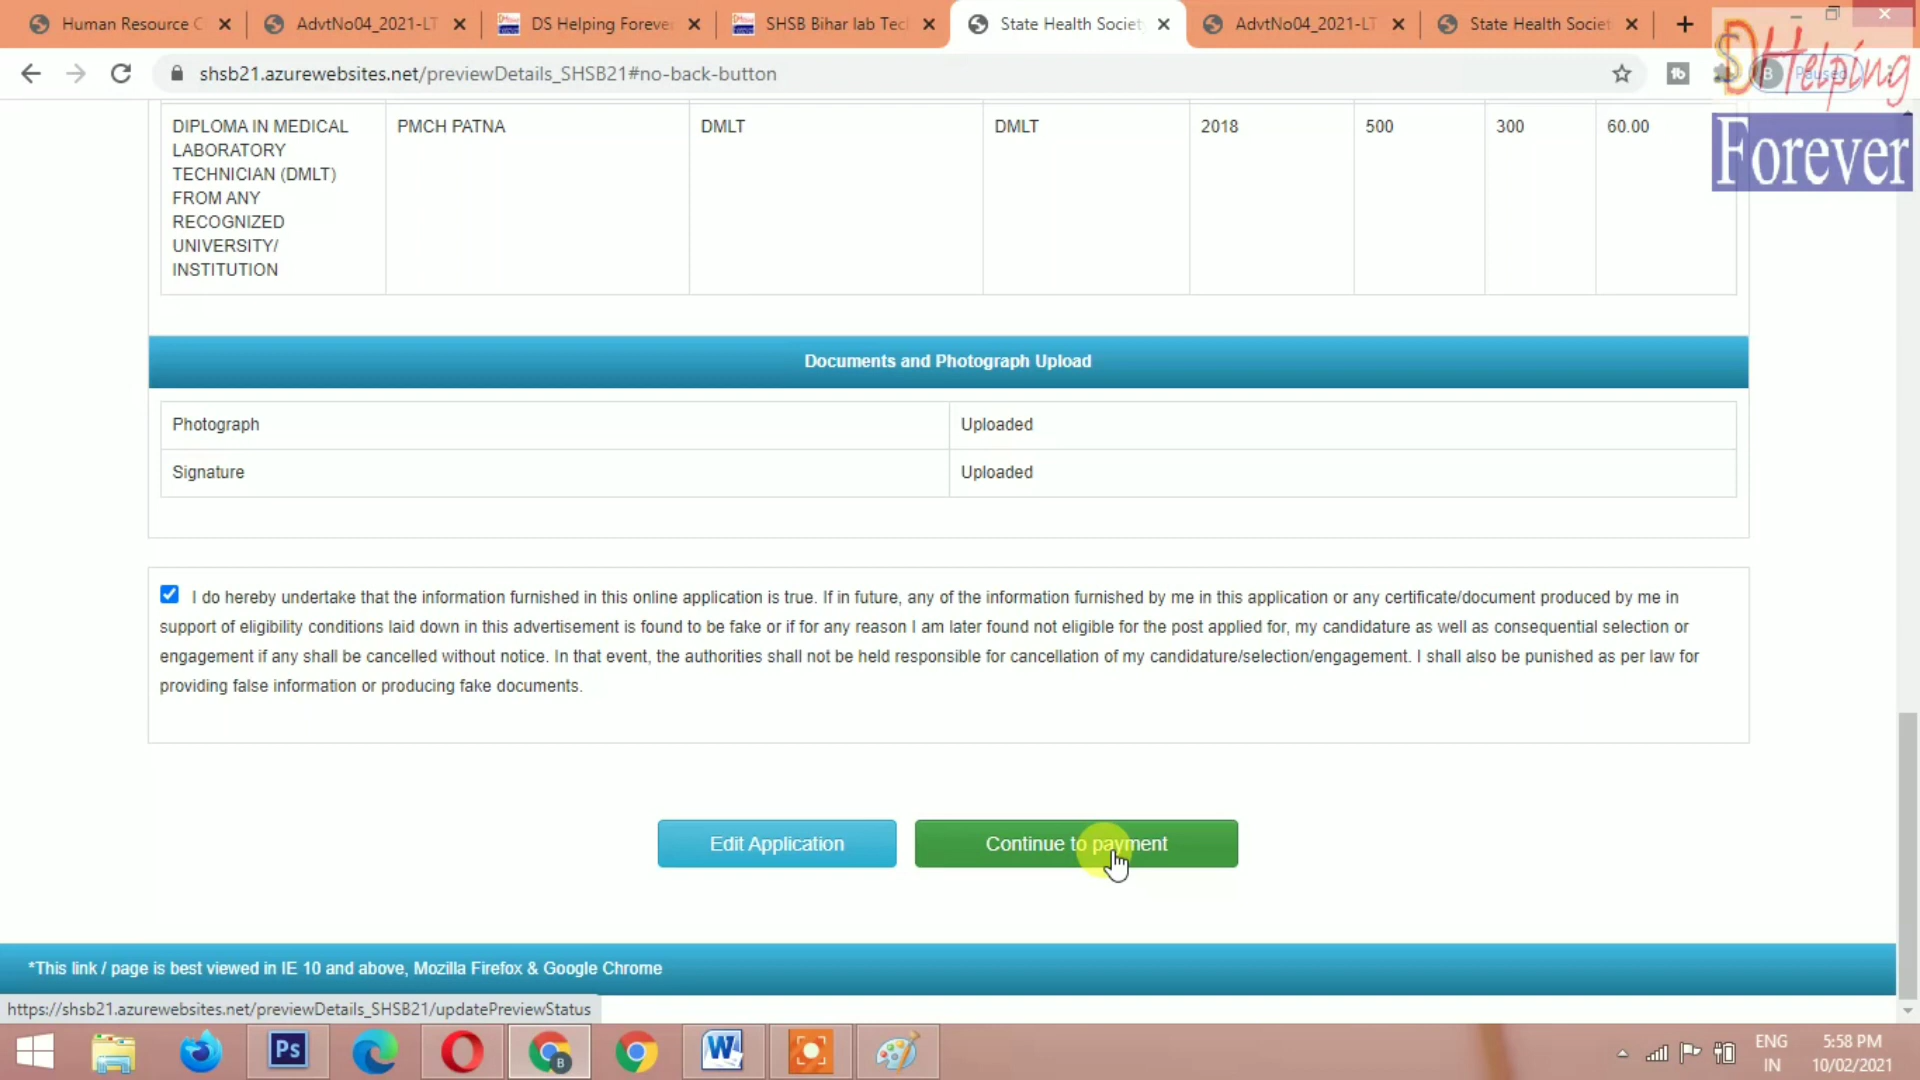 Human Resource C
AdvtNo04_2021-LT
DS Helping Forever
SHSB Bihar lab Tec
State Health Societ
AdvtNo04_2021-LT
State Health Societ
shsb21.azurewebsites.net/previewDetails_SHSB21#no-back-button
B Paused
DS Helping
Forever
DIPLOMA IN MEDICAL
LABORATORY
TECHNICIAN (DMLT)
FROM ANY
RECOGNIZED
UNIVERSITY/
INSTITUTION
PMCH PATNA
DMLT
DMLT
2018
500
300
60.00
Documents and Photograph Upload
Photograph
Uploaded
Signature
Uploaded
I do hereby undertake that the information furnished in this online application is true. If in future, any of the information furnished by me in this application or any certificate/document produced by me in
support of eligibility conditions laid down in this advertisement is found to be fake or if for any reason I am later found not eligible for the post applied for, my candidature as well as consequential selection or
engagement if any shall be cancelled without notice. In that event, the authorities shall not be held responsible for cancellation of my candidature/selection/engagement. I shall also be punished as per law for
providing false information or producing fake documents.
Edit Application
Continue to payment
*This link / page is best viewed in IE 10 and above, Mozilla Firefox & Google Chrome
https://shsb21.azurewebsites.net/previewDetails_SHSB21/updatePreviewStatus
Ps
B
W
ENG
IN
5:58 PM
10/02/2021